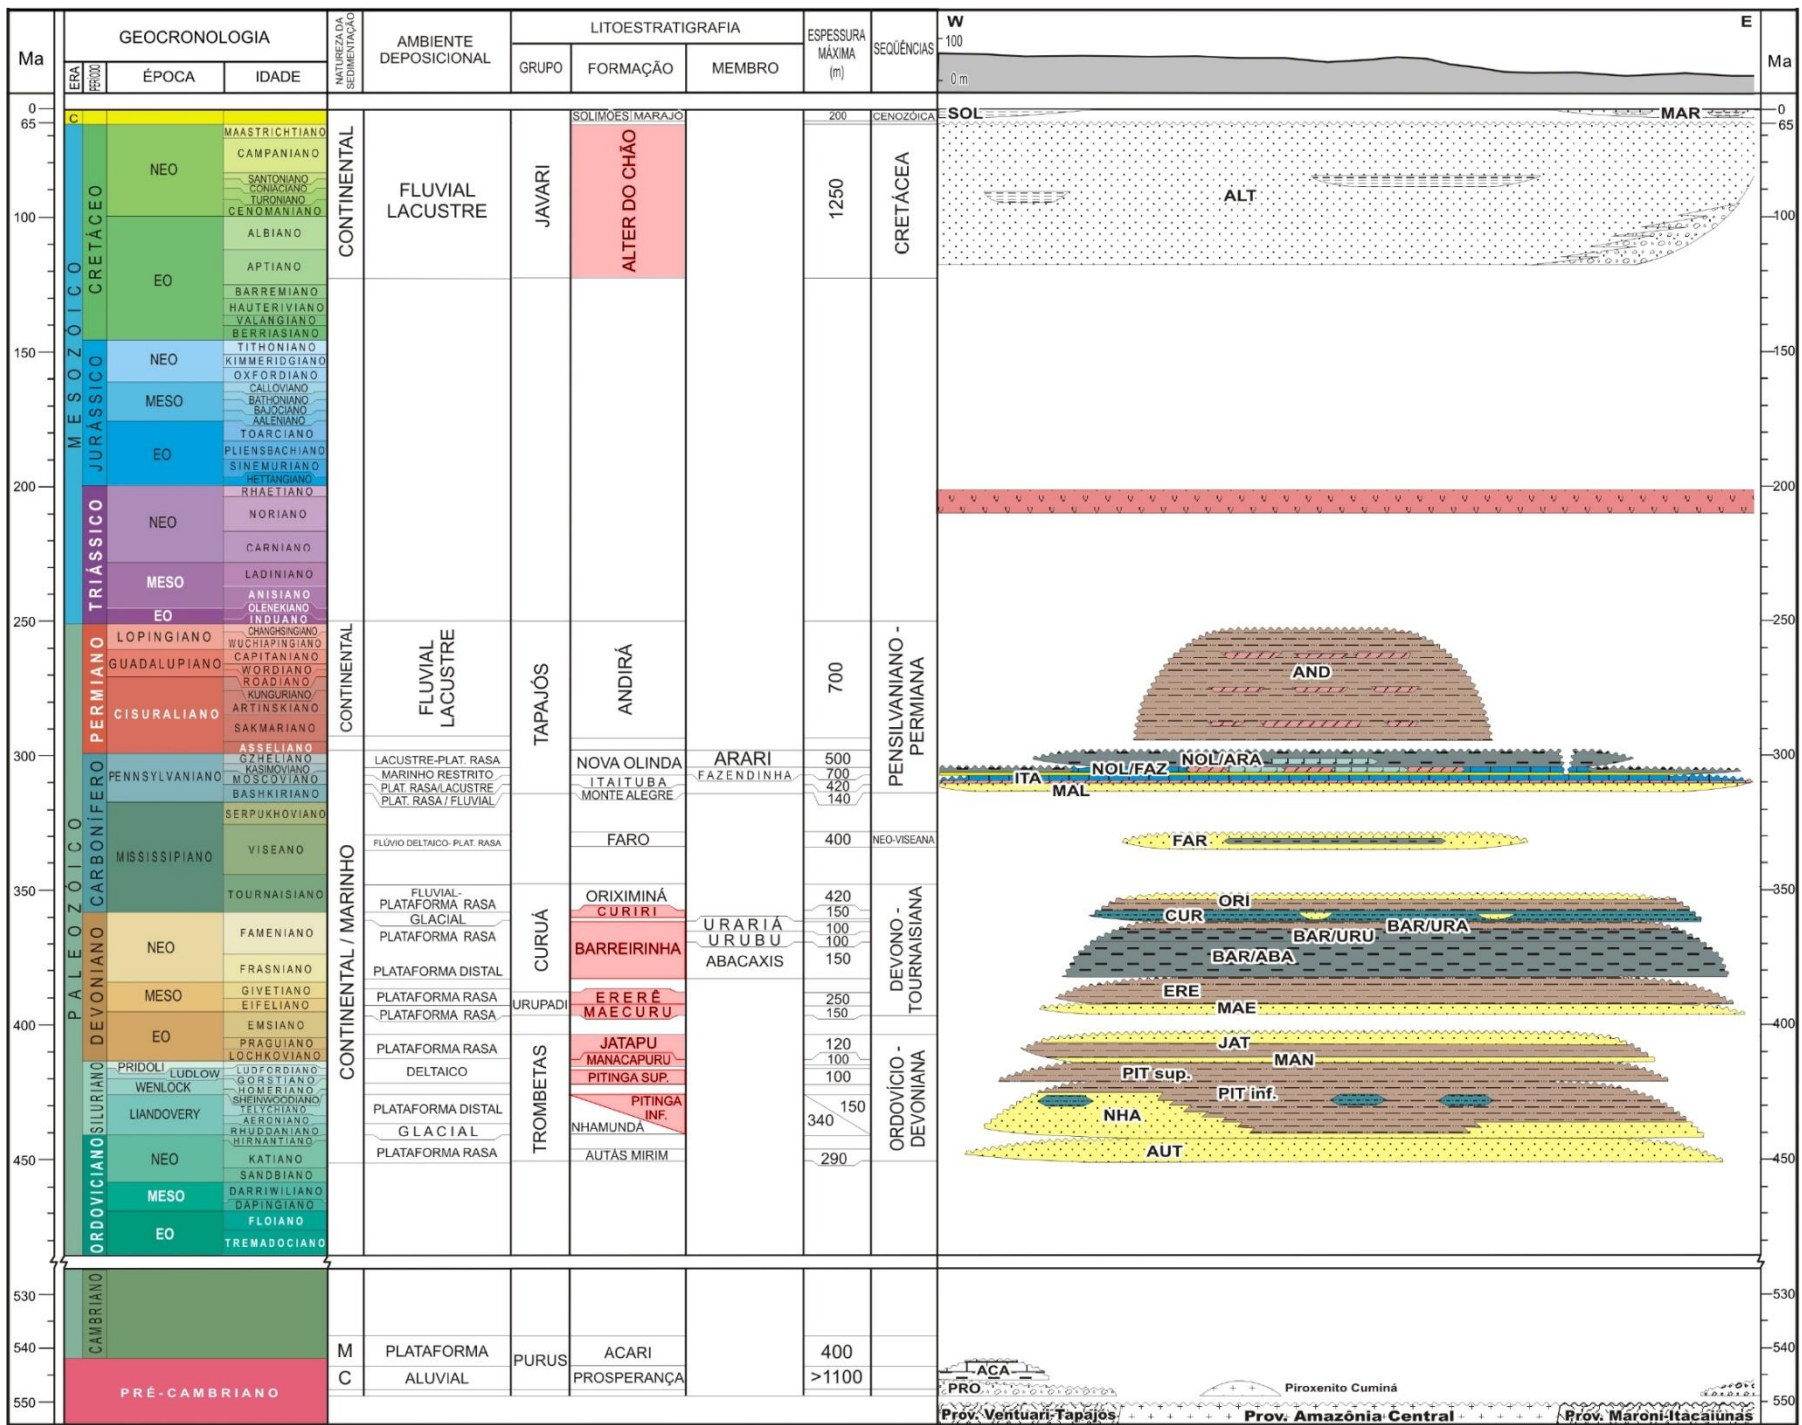 Ma
GEOCRONOLOGIA
ERA
PERÍODO
ÉPOCA
IDADE
NATUREZA DA
SEDIMENTAÇÃO
AMBIENTE
DEPOSICIONAL
LITOESTRATIGRAFIA
GRUPO
FORMAÇÃO
MEMBRO
ESPESSURA
MÁXIMA
(m)
SEQÜÊNCIAS
W
E
100
0 m
Ma
0
65
100
150
200
250
300
350
400
450
530
540
550
C
MESOZÓICO
PALEOZÓICO
CRETÁCEO
JURÁSSICO
TRIÁSSICO
PERMIANO
CARBONÍFERO
DEVONIANO
SILURIANO
ORDOVICIANO
CAMBRIANO
PRÉ-CAMBRIANO
NEO
EO
NEO
MESO
EO
NEO
MESO
EO
LOPINGIANO
GUADALUPIANO
CISURALIANO
PENNSYLVANIANO
MISSISSIPIANO
NEO
MESO
EO
PRIDOLI
LUDLOW
WENLOCK
LIANDOVERY
NEO
MESO
EO
MAASTRICHTIANO
CAMPANIANO
SANTONIANO
CONIACIANO
TURONIANO
CENOMANIANO
ALBIANO
APTIANO
BARREMIANO
HAUTERIVIANO
VALANGIANO
BERRIASIANO
TITHONIANO
KIMMERIDGIANO
OXFORDIANO
CALLOVIANO
BATHONIANO
BAJOCIANO
AALENIANO
TOARCIANO
PLIENSBACHIANO
SINEMURIANO
HETTANGIANO
RHAETIANO
NORIANO
CARNIANO
LADINIANO
ANISIANO
OLENEKIANO
INDUANO
CHANGHSINGIANO
WUCHIAPINGIANO
CAPITANIANO
WORDIANO
ROADIANO
KUNGURIANO
ARTINSKIANO
SAKMARIANO
ASSELIANO
GZHELIANO
KASIMOVIANO
MOSCOVIANO
BASHKIRIANO
SERPUKHOVIANO
VISEANO
TOURNAISIANO
FAMENIANO
FRASNIANO
GIVETIANO
EIFELIANO
EMSIANO
PRAGUIANO
LOCHKOVIANO
LUDFORDIANO
GORSTIANO
HOMERIANO
SHEINWOODIANO
TELYCHIANO
AERONIANO
RHUDDANIANO
HIRNANTIANO
KATIANO
SANDBIANO
DARRIWILIANO
DAPINGIANO
FLOIANO
TREMADOCIANO
CONTINENTAL
CONTINENTAL
CONTINENTAL / MARINHO
M
C
FLUVIAL
LACUSTRE
FLUVIAL
LACUSTRE
LACUSTRE-PLAT. RASA
MARINHO RESTRITO
PLAT. RASA/LACUSTRE
PLAT. RASA / FLUVIAL
FLÚVIO DELTAICO- PLAT. RASA
FLUVIAL-
PLATAFORMA RASA
GLACIAL
PLATAFORMA RASA
PLATAFORMA DISTAL
PLATAFORMA RASA
PLATAFORMA RASA
PLATAFORMA RASA
DELTAICO
PLATAFORMA DISTAL
GLACIAL
PLATAFORMA RASA
PLATAFORMA
ALUVIAL
JAVARI
TAPAJÓS
CURUÁ
URUPADI
TROMBETAS
PURUS
SOLIMÕES MARAJÓ
ALTER DO CHÃO
ANDIRÁ
NOVA OLINDA
ITAITUBA
MONTE ALEGRE
FARO
ORIXIMINÁ
CURIRI
BARREIRINHA
ERERÊ
MAECURU
JATAPU
MANACAPURU
PITINGA SUP.
PITINGA
INF.
NHAMUNDÁ
AUTÁS MIRIM
ACARI
PROSPERANÇA
ARARI
FAZENDINHA
URARIÁ
URUBU
ABACAXIS
200
1250
700
500
700
420
140
400
420
150
100
100
150
250
150
120
100
100
150
340
290
400
>1100
CENOZÓICA
CRETÁCEA
PENSILVANIANO -
PERMIANA
NEO-VISEANA
DEVONO -
TOURNAISIANA
ORDOVÍCIO -
DEVONIANA
SOL
MAR
ALT
AND
NOL/ARA
NOL/FAZ
ITA
MAL
FAR
ORI
CUR
BAR/URA
BAR/URU
BAR/ABA
ERE
MAE
JAT
MAN
PIT sup.
PIT inf.
NHA
AUT
ACA
PRO
Piroxenito Cuminá
Prov. Ventuari-Tapajós
Prov. Amazônia Central
Prov. Maroni-Itacaiunas
0
65
100
150
200
250
300
350
400
450
530
540
550